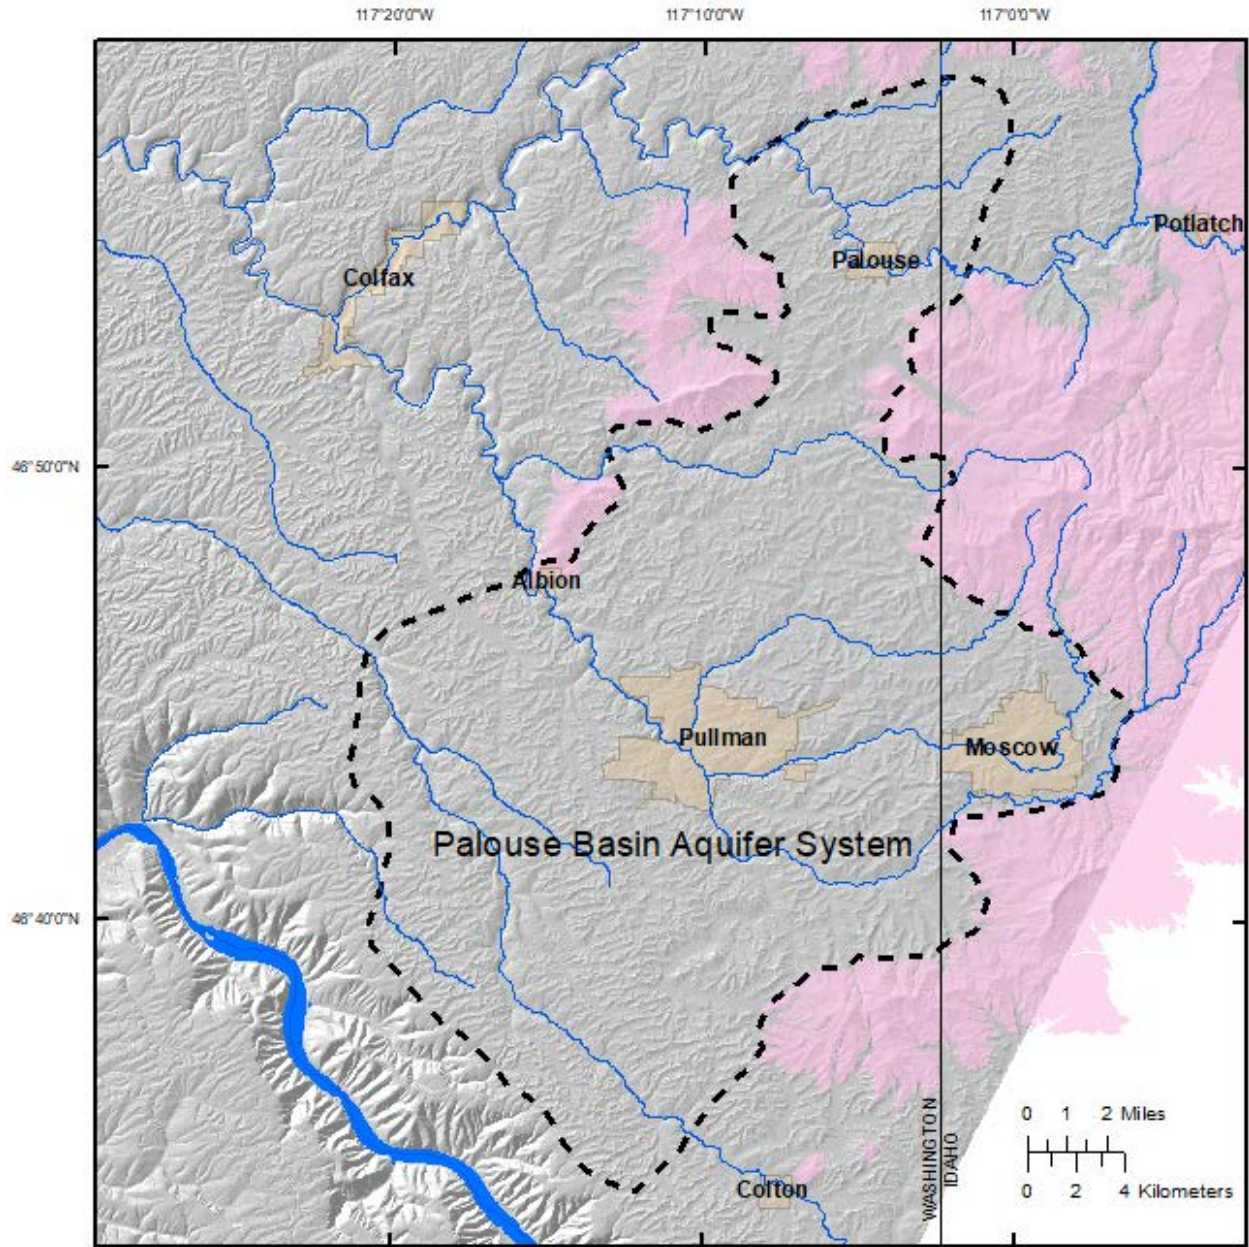 117°20'0"W
117°10'0"W
117°0'0"W
Potlatch
Palouse
Colfax
46°50'0"N
Albion
Pullman
Moscow
Palouse Basin Aquifer System
46°40'0"N
WASHINGTON
IDAHO
0 1 2 Miles
0 2 4 Kilometers
Colton